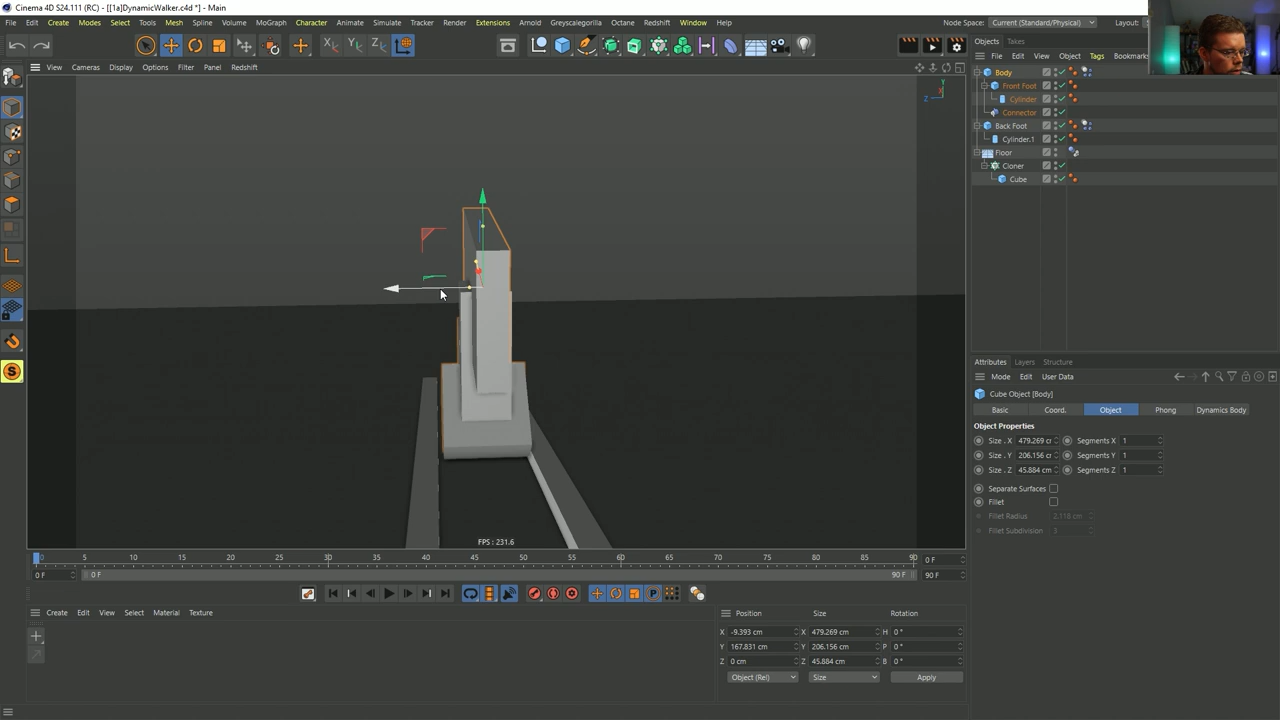 Cinema 4D S24.111 (RC) - [[1a]DynamicWalker.c4d *] - Main
File Create Modes Select Tools Mesh Spline Volume MoGraph Character Animate Simulate Tracker Render Extensions Arnold Greyscalegorilla Octane Redshift Window Help
Node Space: Current (Standard/Physical) Layout:
View Cameras Display Options Filter Panel Redshift
Objects Takes
File Edit View Object Tags Bookmarks
Body
Front Foot
Cylinder
Connector
Back Foot
Cylinder.1
Floor
Cloner
Cube
Y
X
Z
FPS : 231.6
Attributes Layers Structure
Mode Edit User Data
Cube Object [Body]
Basic Coord. Object Phong Dynamics Body
Object Properties
Size . X 479.269 cr Segments X 1
Size . Y 206.156 cr Segments Y 1
Size . Z 45.884 cm Segments Z 1
Separate Surfaces
Fillet
Fillet Radius 2.118 cm
Fillet Subdivision 3
0 5 10 15 20 25 30 35 40 45 50 55 60 65 70 75 80 85 90 0 F
0 F 0 F 90 F 90 F
Create Edit View Select Material Texture
Position Size Rotation
X -9.393 cm X 479.269 cm H 0 °
Y 167.831 cm Y 206.156 cm P 0 °
Z 0 cm Z 45.884 cm B 0 °
Object (Rel) Size Apply